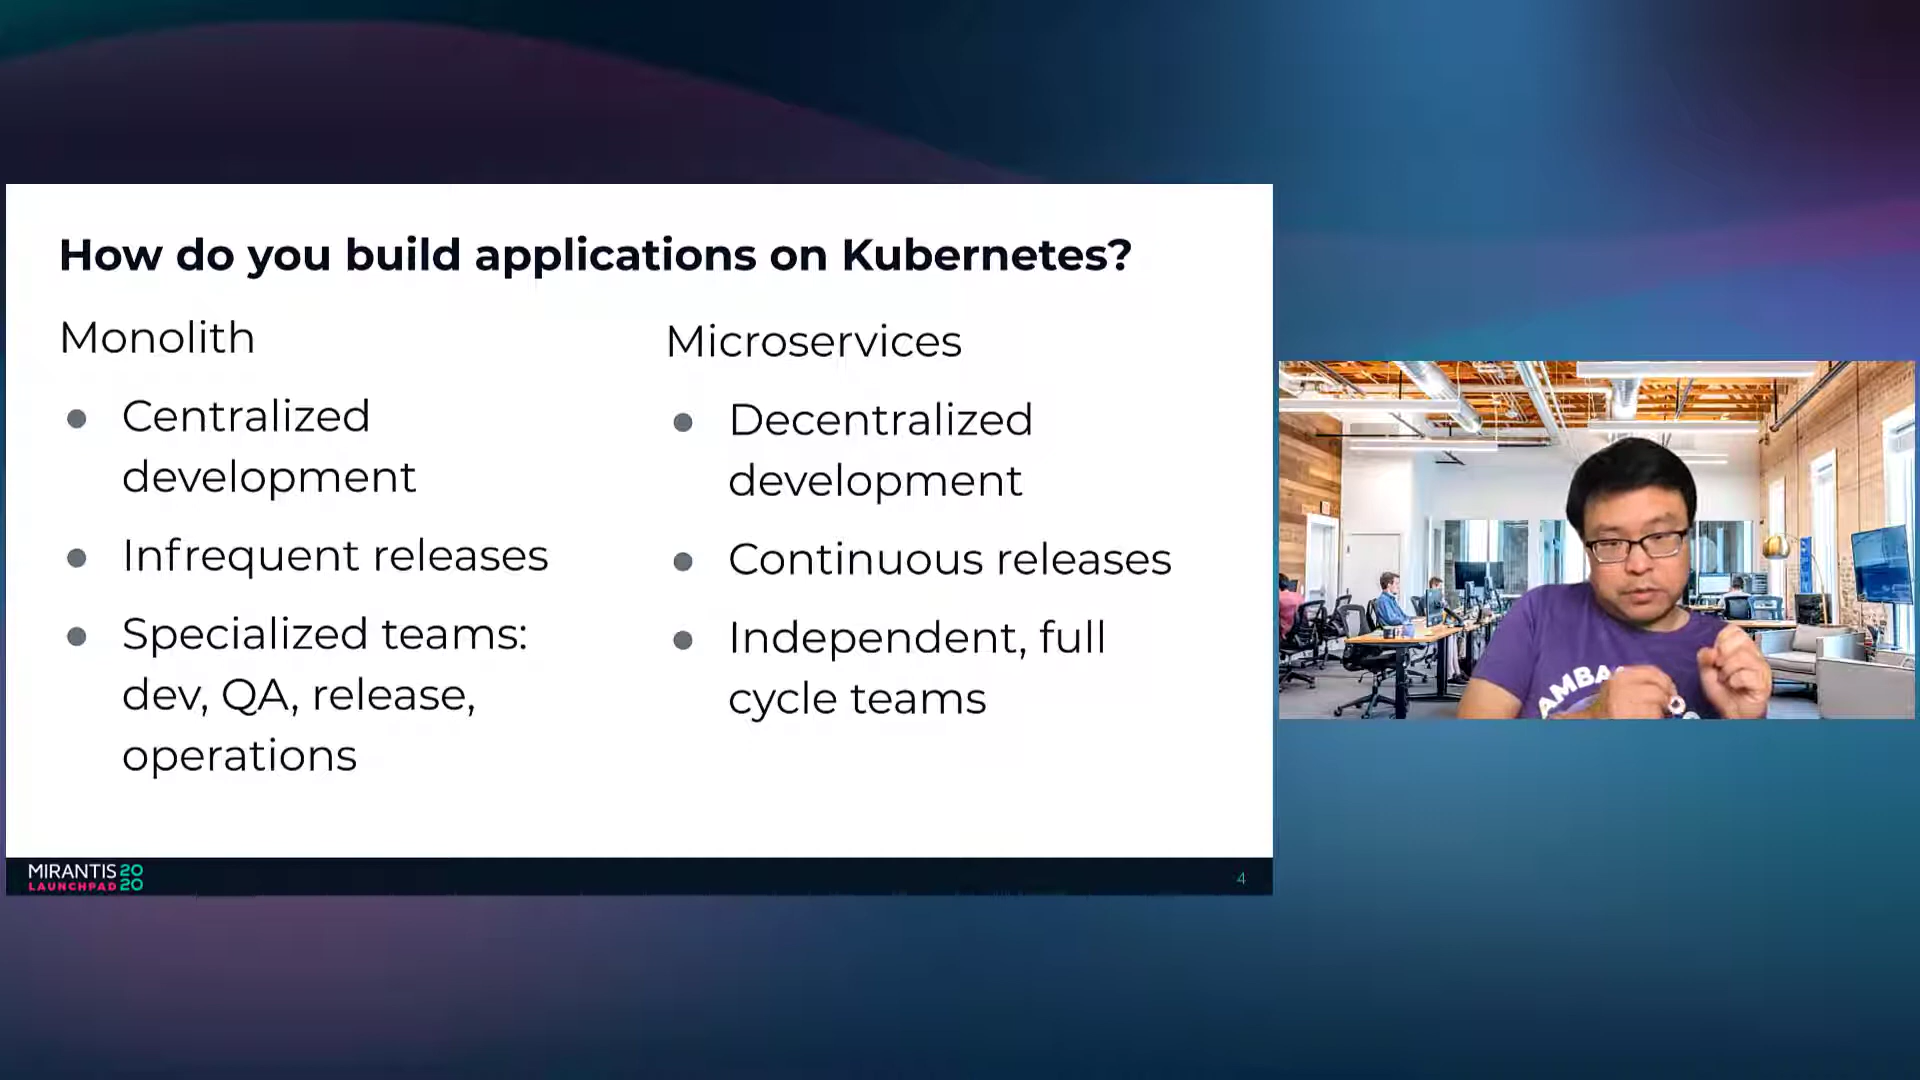 How do you build applications on Kubernetes?
Monolith
Centralized
development
Infrequent releases
Specialized teams:
dev, QA, release,
operations
Microservices
Decentralized
development
Continuous releases
Independent, full
cycle teams
MIRANTIS 20
LAUNCHPAD 20
4